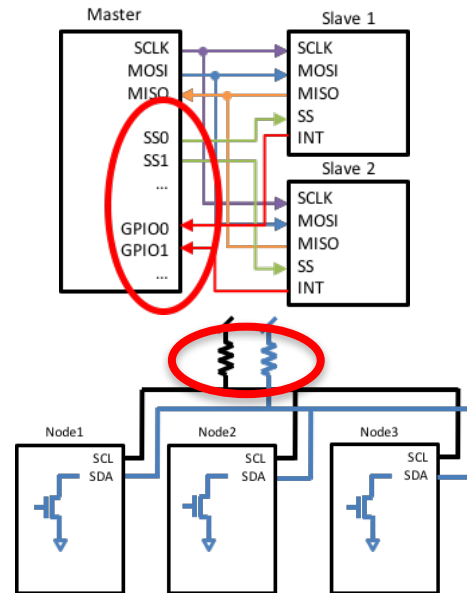 Master
SCLK
MOSI
MISO
SS0
SS1
...
GPIO0
GPIO1
...
Slave 1
SCLK
MOSI
MISO
SS
INT
Slave 2
SCLK
MOSI
MISO
SS
INT
Node1
SCL
SDA
Node2
SCL
SDA
Node3
SCL
SDA